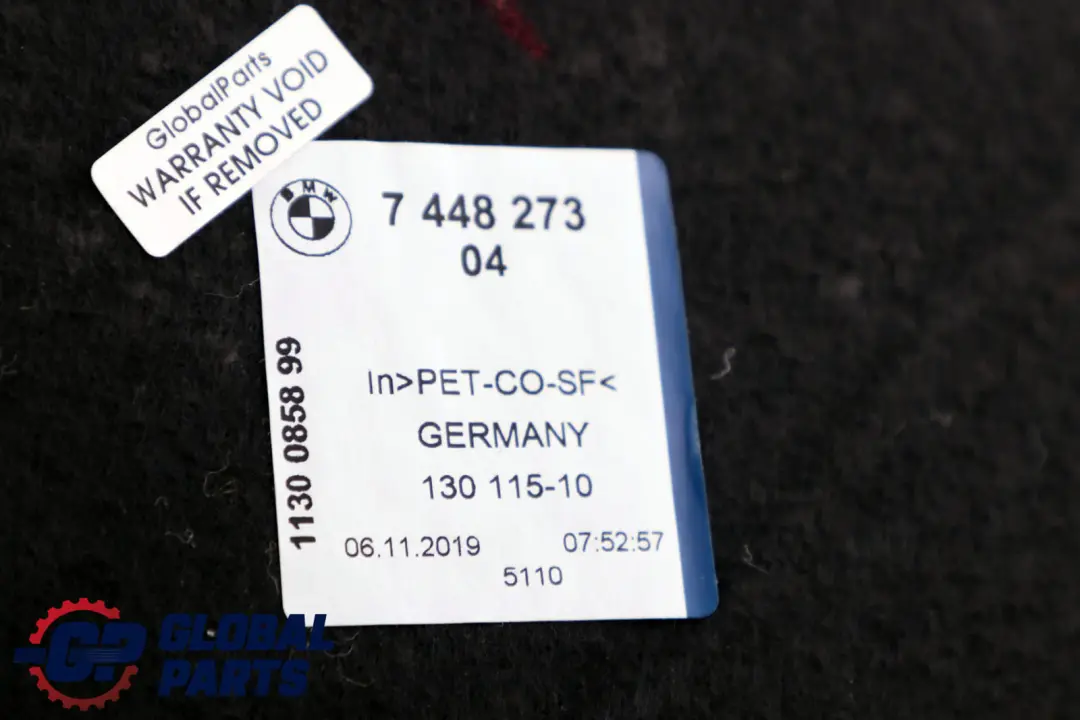 GlobalParts
WARRANTY VOID
IF REMOVED
BMW
7 448 273
04
1130 0858 99
In>PET-CO-SF<
GERMANY
130 115-10
06.11.2019 07:52:57
5110
GP GLOBAL
PARTS